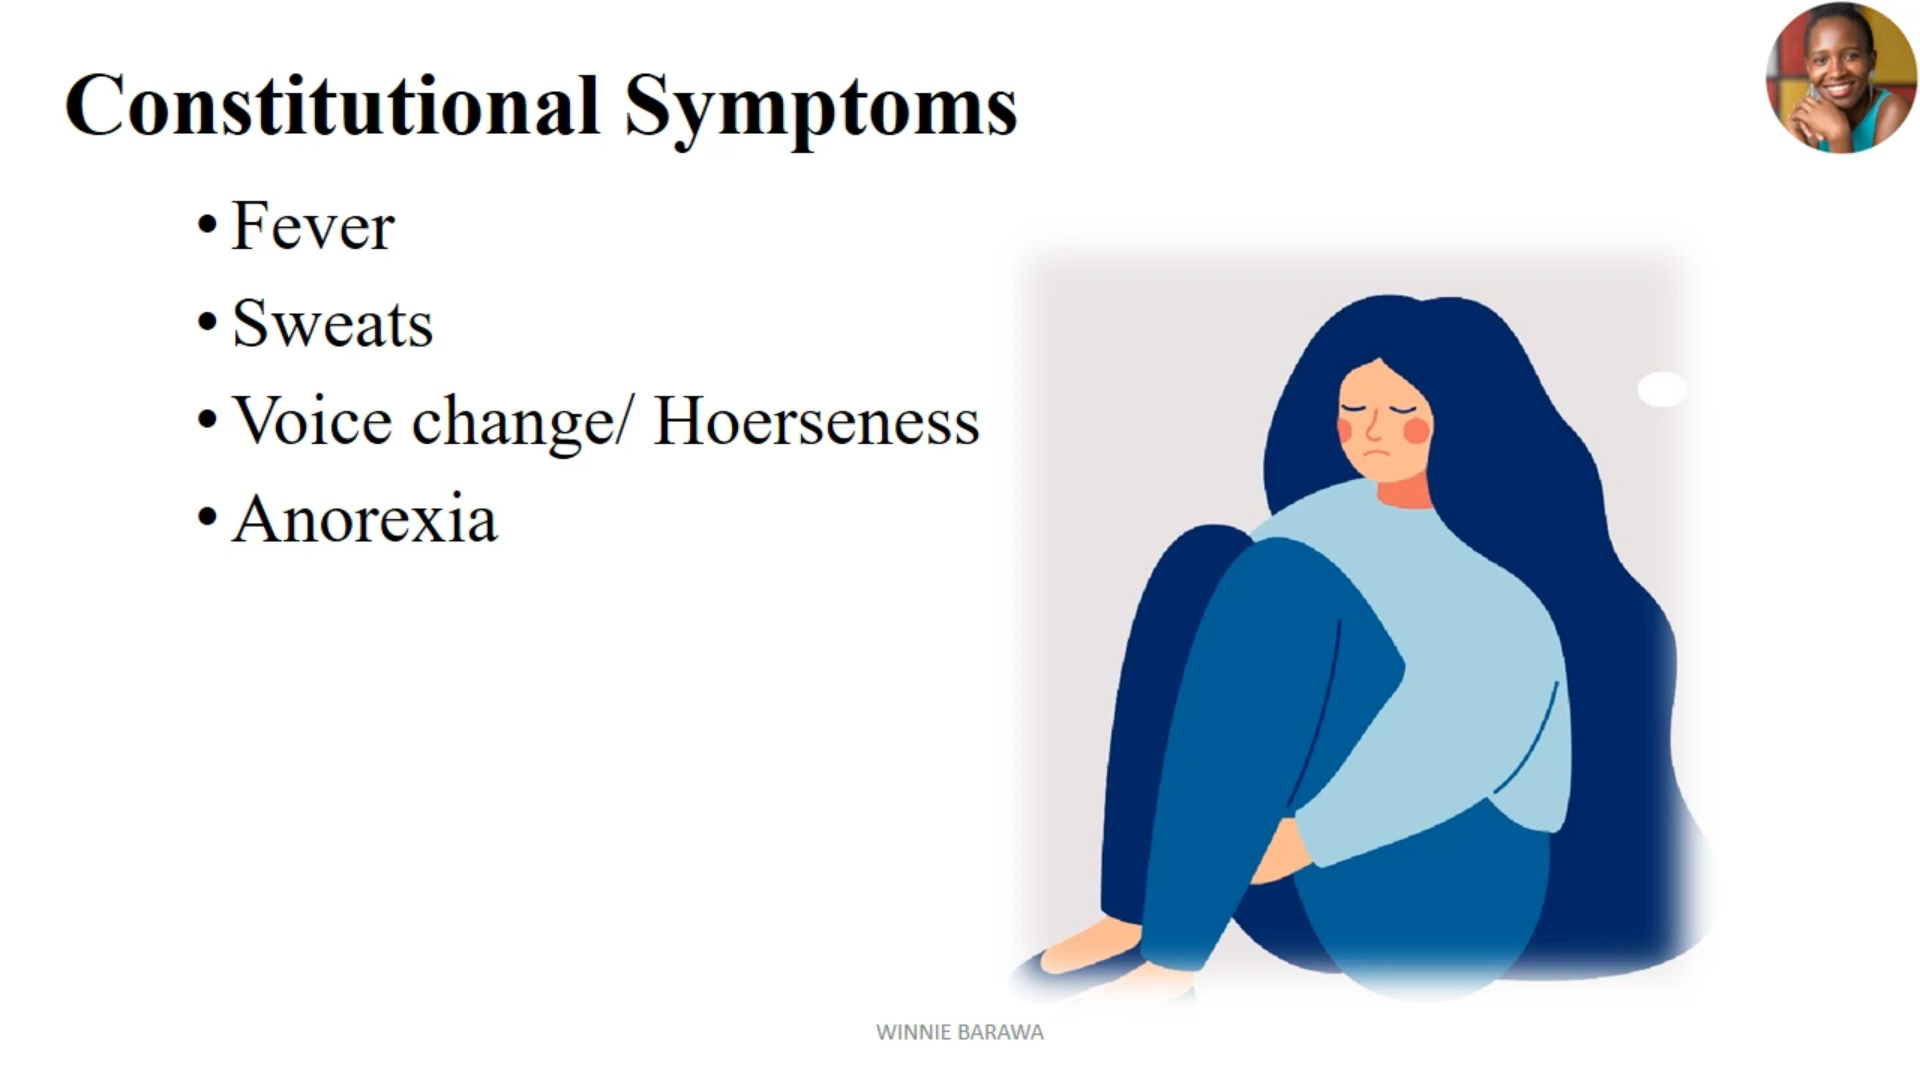 Constitutional Symptoms
• Fever
• Sweats
• Voice change/ Hoerseness
• Anorexia
WINNIE BARAWA